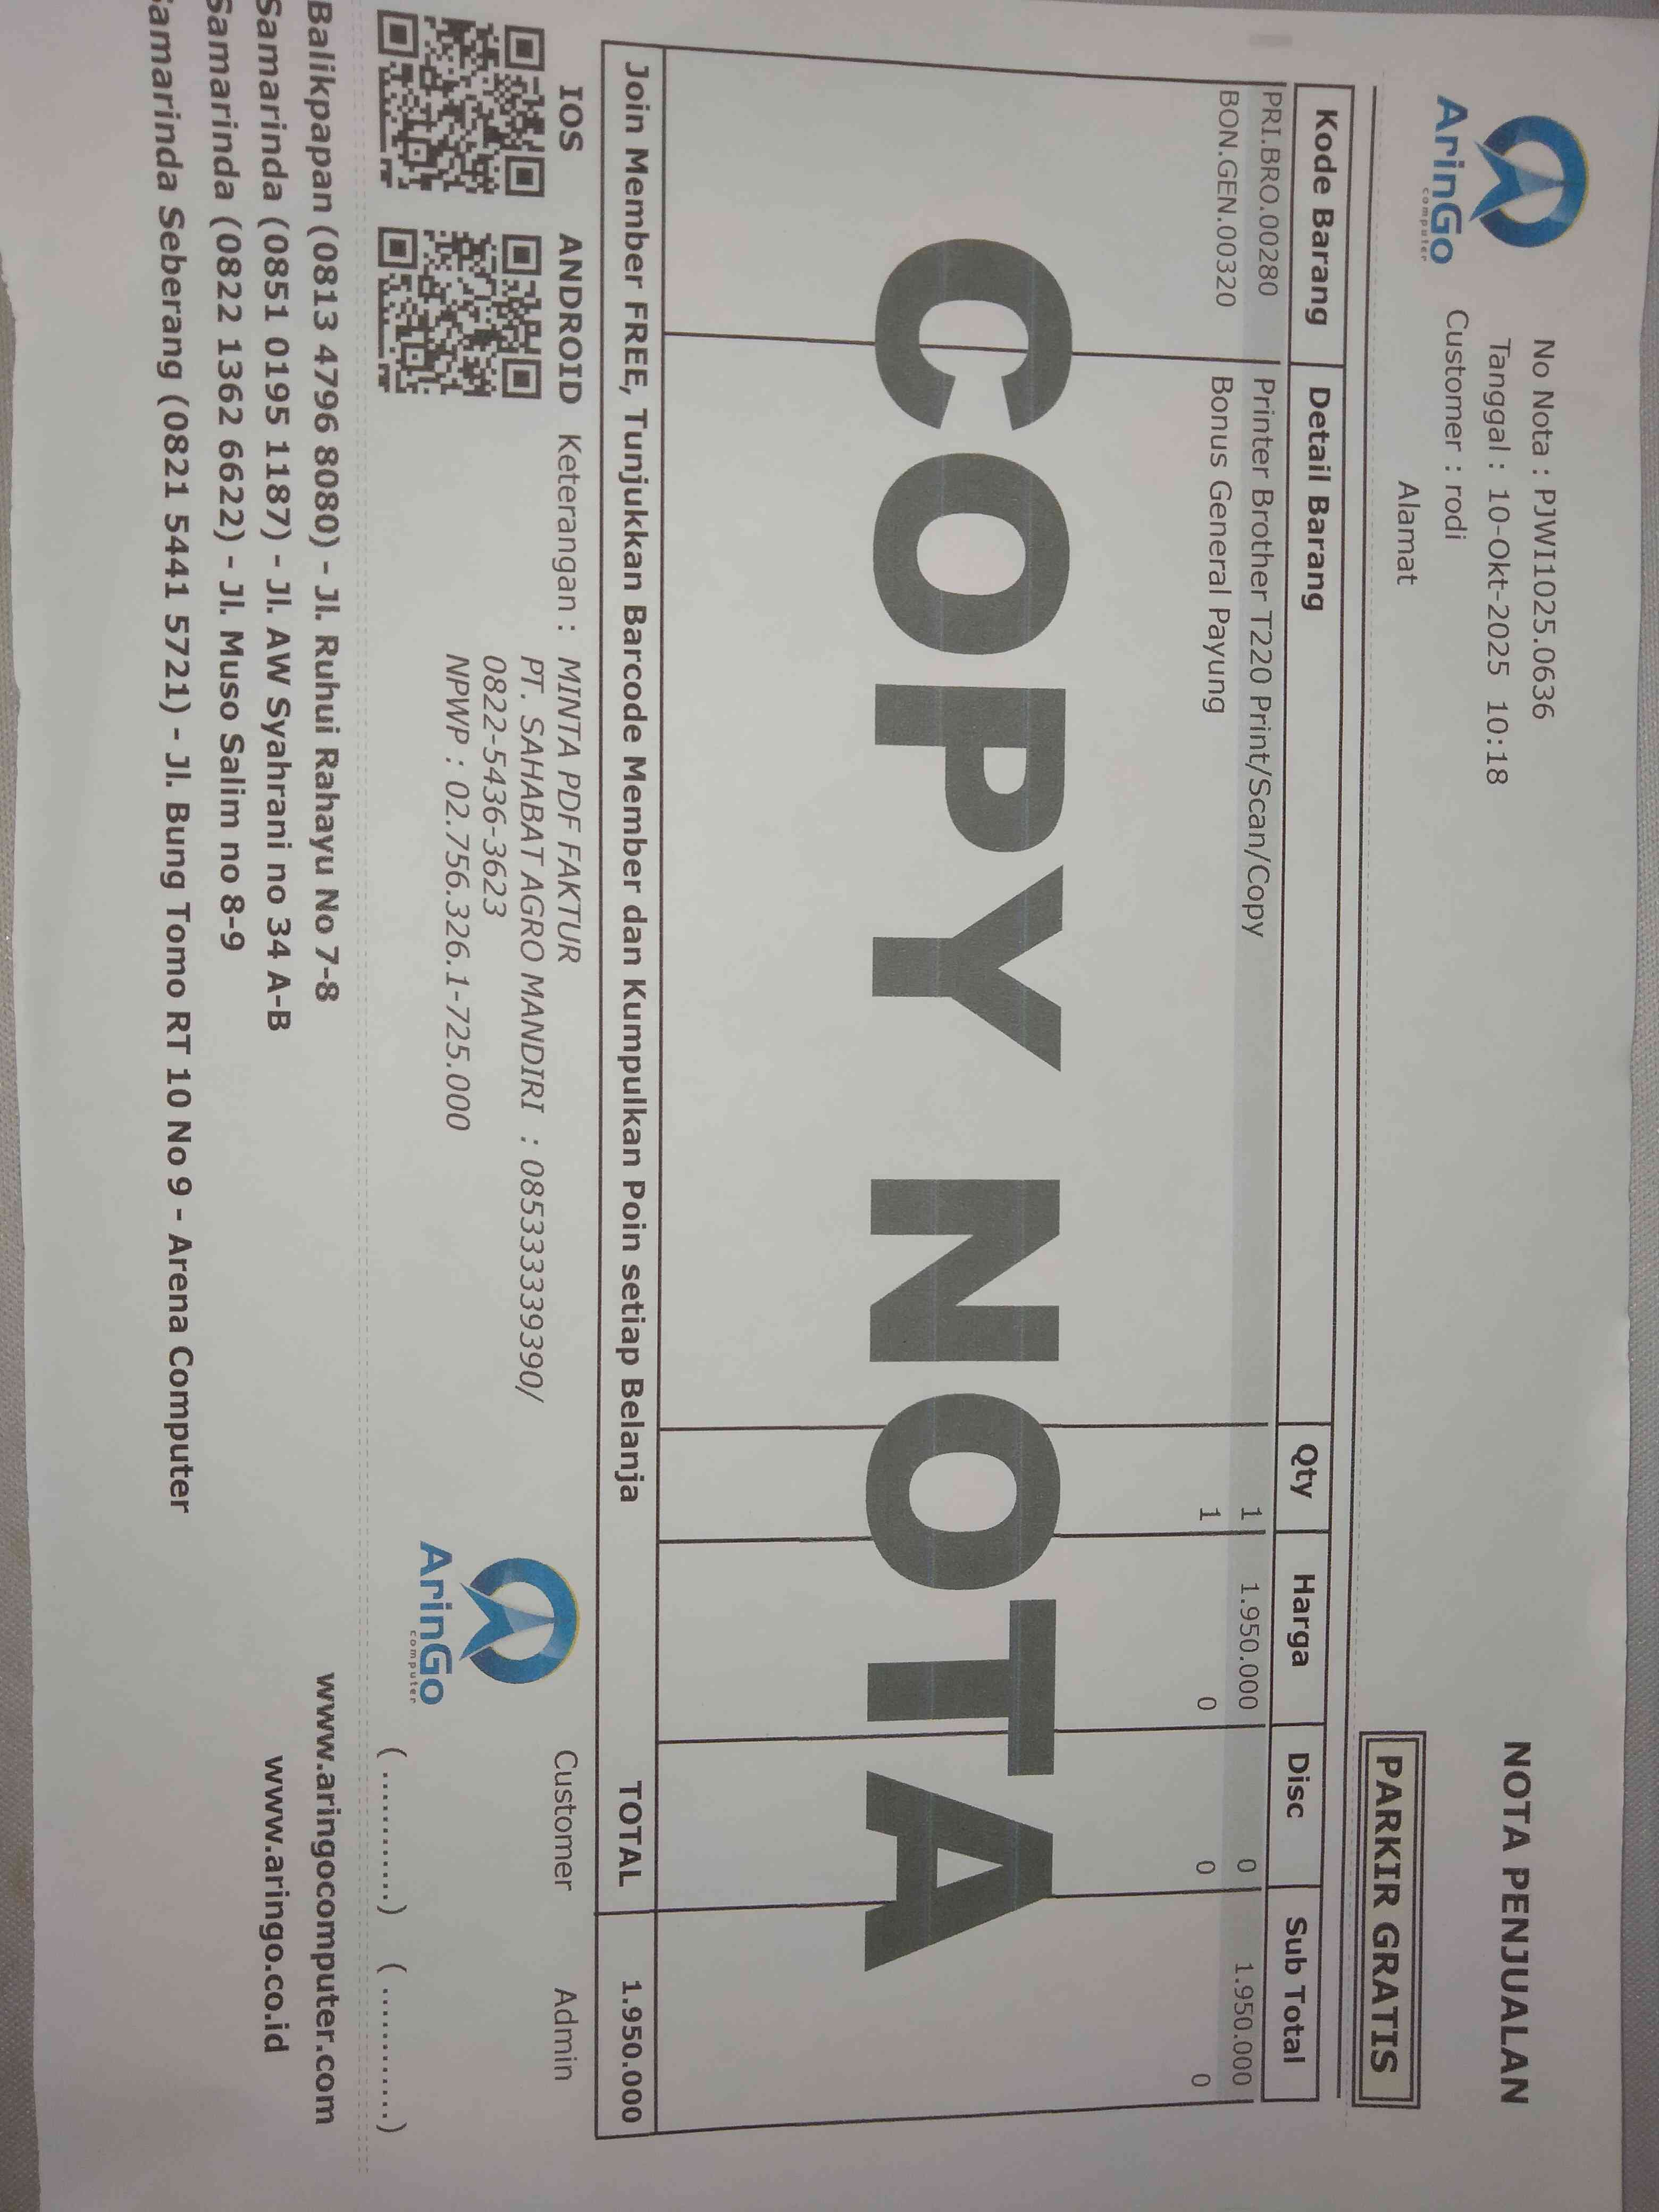 ArinGo
computer
No Nota : PJWI1025.0636
Tanggal : 10-Okt-2025 10:18
Customer : rodi
Alamat
NOTA PENJUALAN
PARKIR GRATIS
Kode Barang Detail Barang Qty Harga Disc Sub Total
PRI.BRO.00280 Printer Brother T220 Print/Scan/Copy 1 1.950.000 0 1.950.000
BON.GEN.00320 Bonus General Payung 1 0 0 0
COPY NOTA
Join Member FREE, Tunjukkan Barcode Member dan Kumpulkan Poin setiap Belanja TOTAL 1.950.000
IOS ANDROID Keterangan : MINTA PDF FAKTUR
PT. SAHABAT AGRO MANDIRI : 085333339390/
0822-5436-3623
NPWP : 02.756.326.1-725.000
ArinGo
computer
Customer Admin
(...........) (...........)
Balikpapan (0813 4796 8080) - Jl. Ruhui Rahayu No 7-8 www.aringocomputer.com
Samarinda (0851 0195 1187) - Jl. AW Syahrani no 34 A-B www.aringo.co.id
Samarinda (0822 1362 6622) - Jl. Muso Salim no 8-9
Samarinda Seberang (0821 5441 5721) - Jl. Bung Tomo RT 10 No 9 - Arena Computer